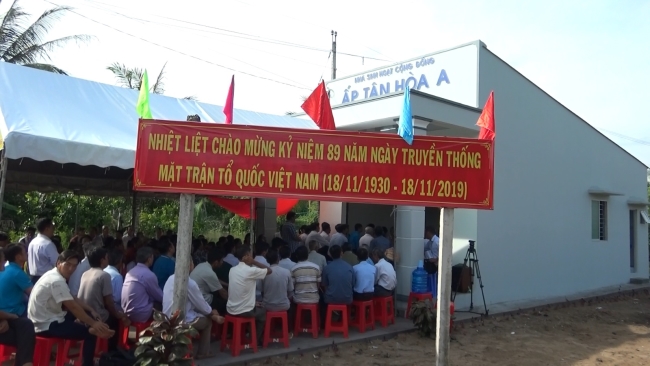 NHÀ SINH HOẠT CỘNG ĐỒNG
ẤP TÂN HÒA A
NHIỆT LIỆT CHÀO MỪNG KỶ NIỆM 89 NĂM NGÀY TRUYỀN THỐNG
MẶT TRẬN TỔ QUỐC VIỆT NAM (18/11/1930 - 18/11/2019)